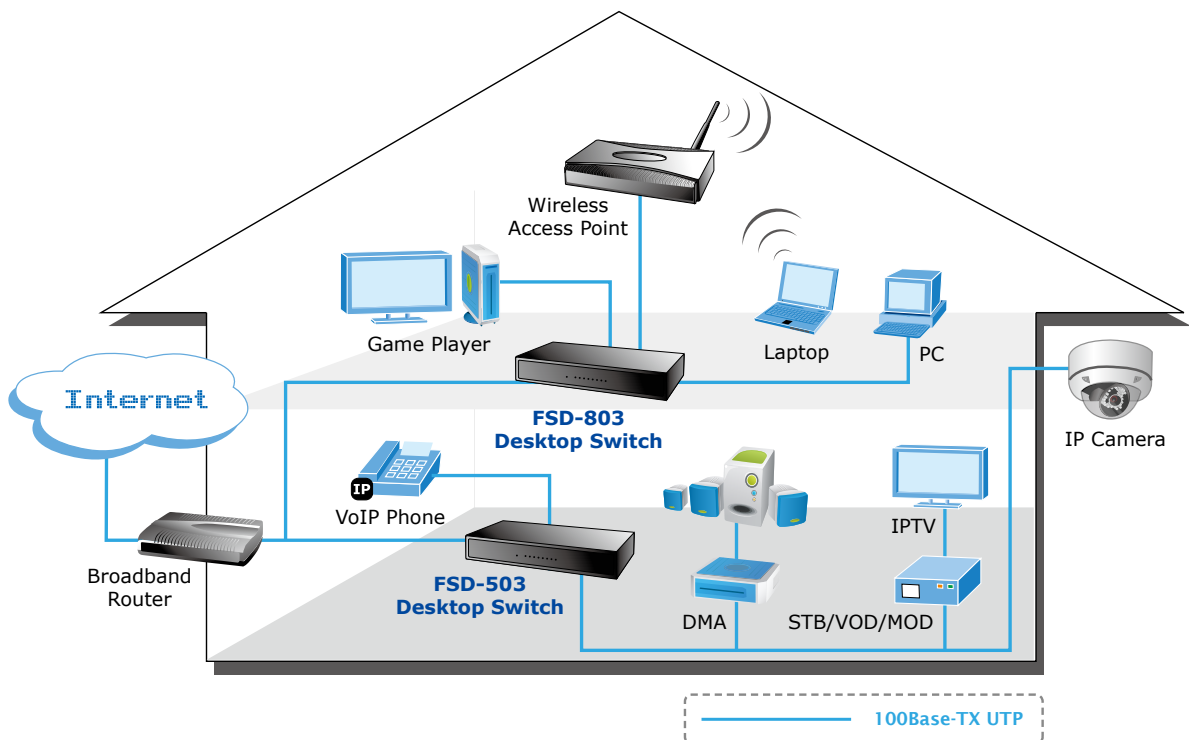 Wireless
Access Point
Game Player
Laptop
PC
Internet
FSD-803
Desktop Switch
IP Camera
IP
VoIP Phone
IPTV
Broadband
Router
FSD-503
Desktop Switch
DMA
STB/VOD/MOD
100Base-TX UTP